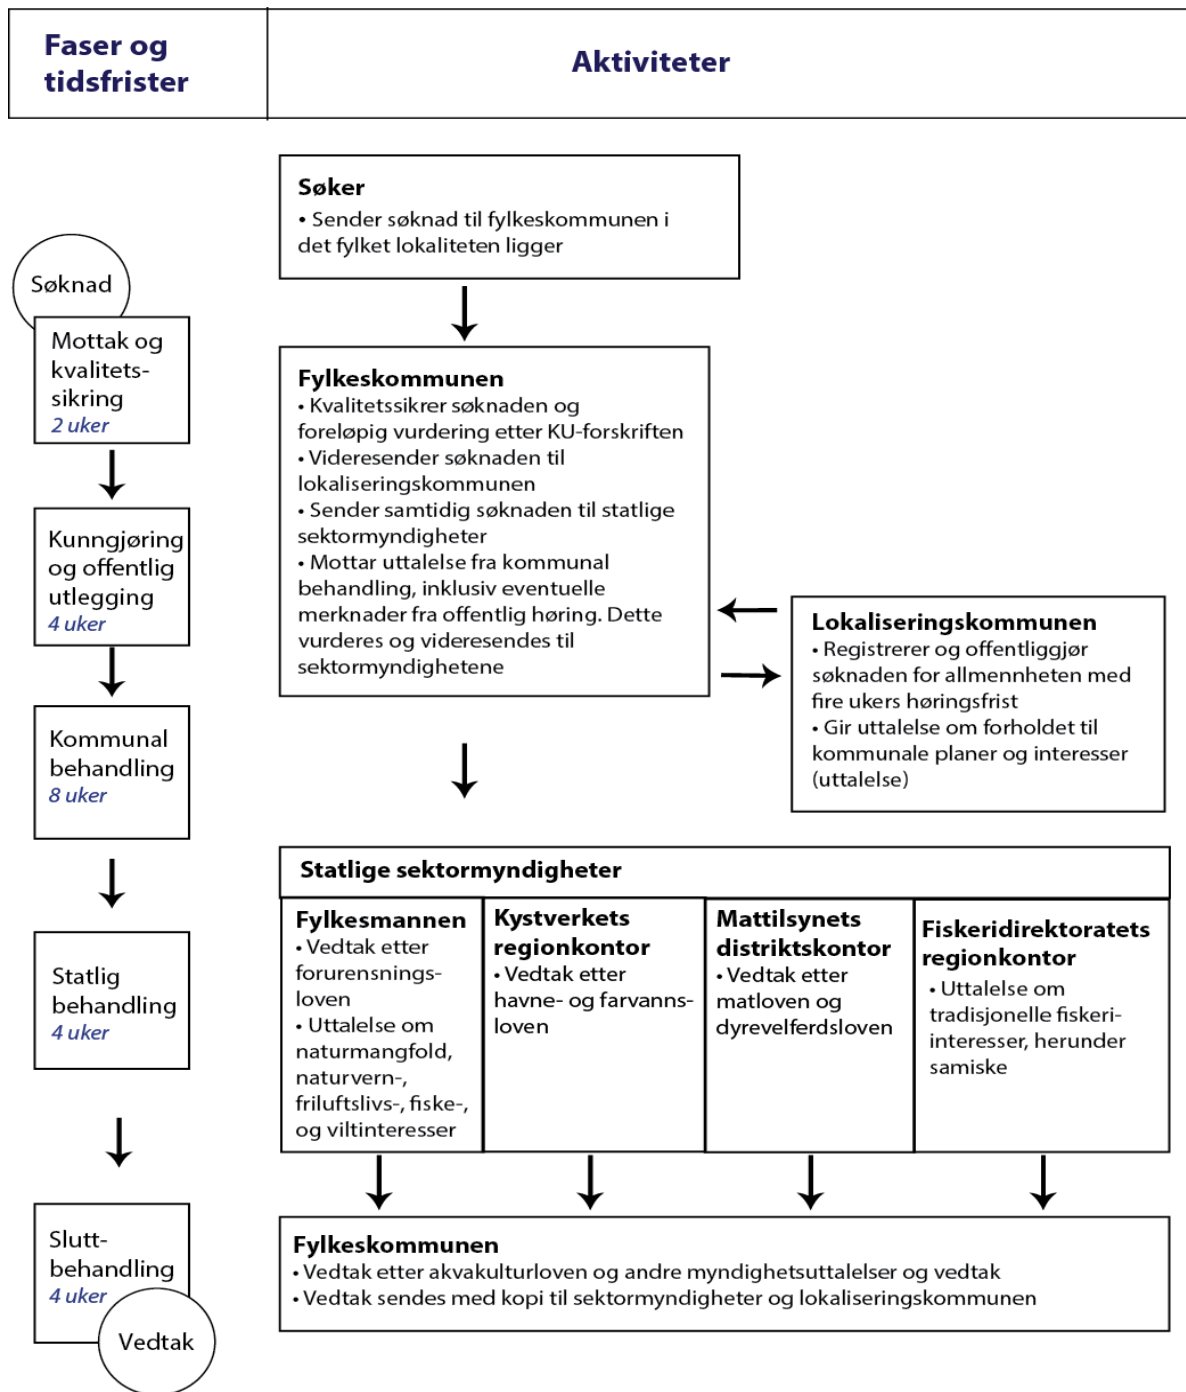 Faser og
tidsfrister
Aktiviteter
Søknad
Mottak og
kvalitets-
sikring
2 uker
Kunngjøring
og offentlig
utlegging
4 uker
Kommunal
behandling
8 uker
Statlig
behandling
4 uker
Slutt-
behandling
4 uker
Vedtak
Søker
• Sender søknad til fylkeskommunen i
det fylket lokaliteten ligger
Fylkeskommunen
• Kvalitetssikrer søknaden og
foreløpig vurdering etter KU-forskriften
• Videresender søknaden til
lokaliseringskommunen
• Sender samtidig søknaden til statlige
sektormyndigheter
• Mottar uttalelse fra kommunal
behandling, inklusiv eventuelle
merknader fra offentlig høring. Dette
vurderes og videresendes til
sektormyndighetene
Lokaliseringskommunen
• Registrerer og offentliggjør
søknaden for allmennheten med
fire ukers høringsfrist
• Gir uttalelse om forholdet til
kommunale planer og interesser
(uttalelse)
Statlige sektormyndigheter
Fylkesmannen
• Vedtak etter
forurensnings-
loven
• Uttalelse om
naturmangfold,
naturvern-,
friluftslivs-, fiske-,
og viltinteresser
Kystverkets
regionkontor
• Vedtak etter
havne- og farvanns-
loven
Mattilsynets
distriktskontor
• Vedtak etter
matloven og
dyrevelferdsloven
Fiskeridirektoratets
regionkontor
• Uttalelse om
tradisjonelle fiskeri-
interesser, herunder
samiske
Fylkeskommunen
• Vedtak etter akvakulturloven og andre myndighetsuttalelser og vedtak
• Vedtak sendes med kopi til sektormyndigheter og lokaliseringskommunen